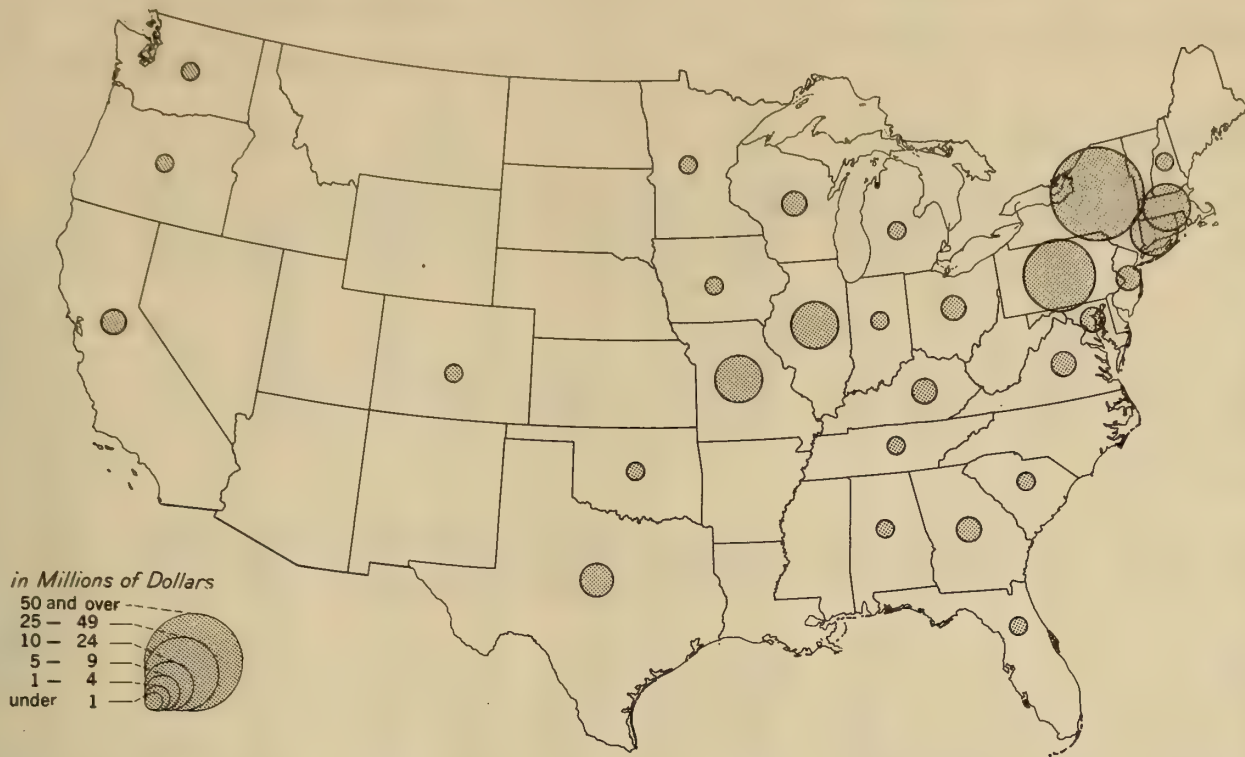 in Millions of Dollars
50 and over
25 — 49
10 — 24
5 — 9
1 — 4
under 1